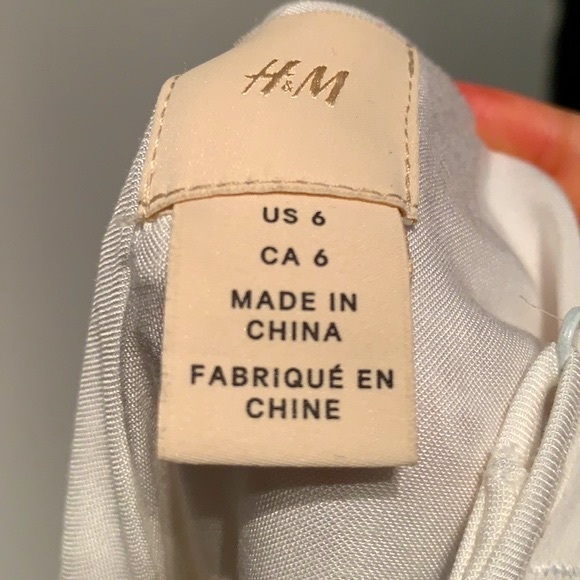 H&M
US 6
CA 6
MADE IN
CHINA
FABRIQUÉ EN
CHINE